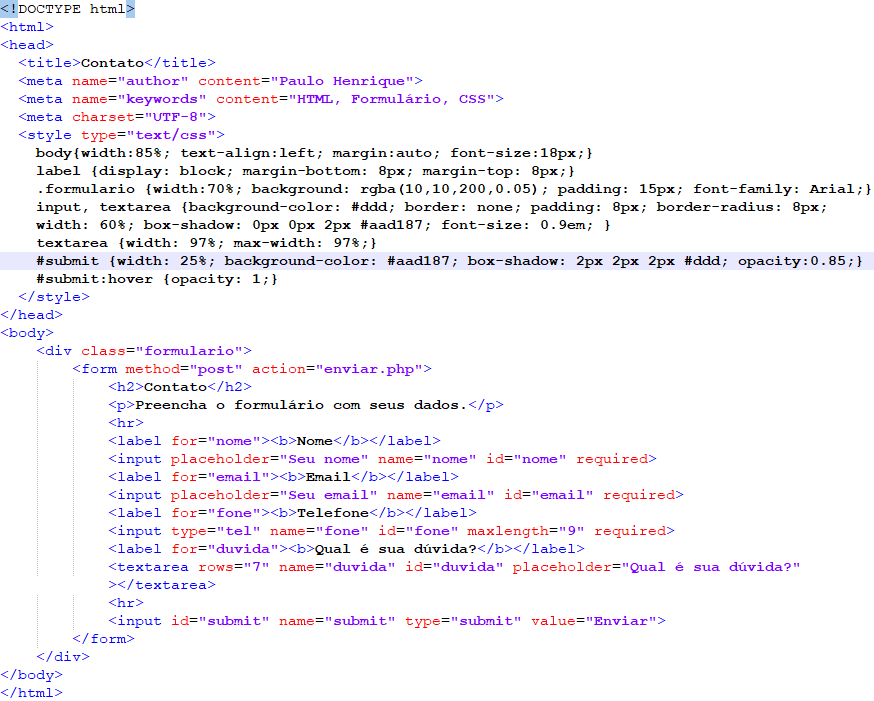 <!DOCTYPE html>
<html>
<head>
  <title>Contato</title>
  <meta name="author" content="Paulo Henrique">
  <meta name="keywords" content="HTML, Formulário, CSS">
  <meta charset="UTF-8">
  <style type="text/css">
    body{width:85%; text-align:left; margin:auto; font-size:18px;}
    label {display: block; margin-bottom: 8px; margin-top: 8px;}
    .formulario {width:70%; background: rgba(10,10,200,0.05); padding: 15px; font-family: Arial;}
    input, textarea {background-color: #ddd; border: none; padding: 8px; border-radius: 8px;
    width: 60%; box-shadow: 0px 0px 2px #aad187; font-size: 0.9em; }
    textarea {width: 97%; max-width: 97%;}
    #submit {width: 25%; background-color: #aad187; box-shadow: 2px 2px 2px #ddd; opacity:0.85;}
    #submit:hover {opacity: 1;}
  </style>
</head>
<body>
    <div class="formulario">
        <form method="post" action="enviar.php">
            <h2>Contato</h2>
            <p>Preencha o formulário com seus dados.</p>
            <hr>
            <label for="nome"><b>Nome</b></label>
            <input placeholder="Seu nome" name="nome" id="nome" required>
            <label for="email"><b>Email</b></label>
            <input placeholder="Seu email" name="email" id="email" required>
            <label for="fone"><b>Telefone</b></label>
            <input type="tel" name="fone" id="fone" maxlength="9" required>
            <label for="duvida"><b>Qual é sua dúvida?</b></label>
            <textarea rows="7" name="duvida" id="duvida" placeholder="Qual é sua dúvida?"
            ></textarea>
            <hr>
            <input id="submit" name="submit" type="submit" value="Enviar">
        </form>
    </div>
</body>
</html>